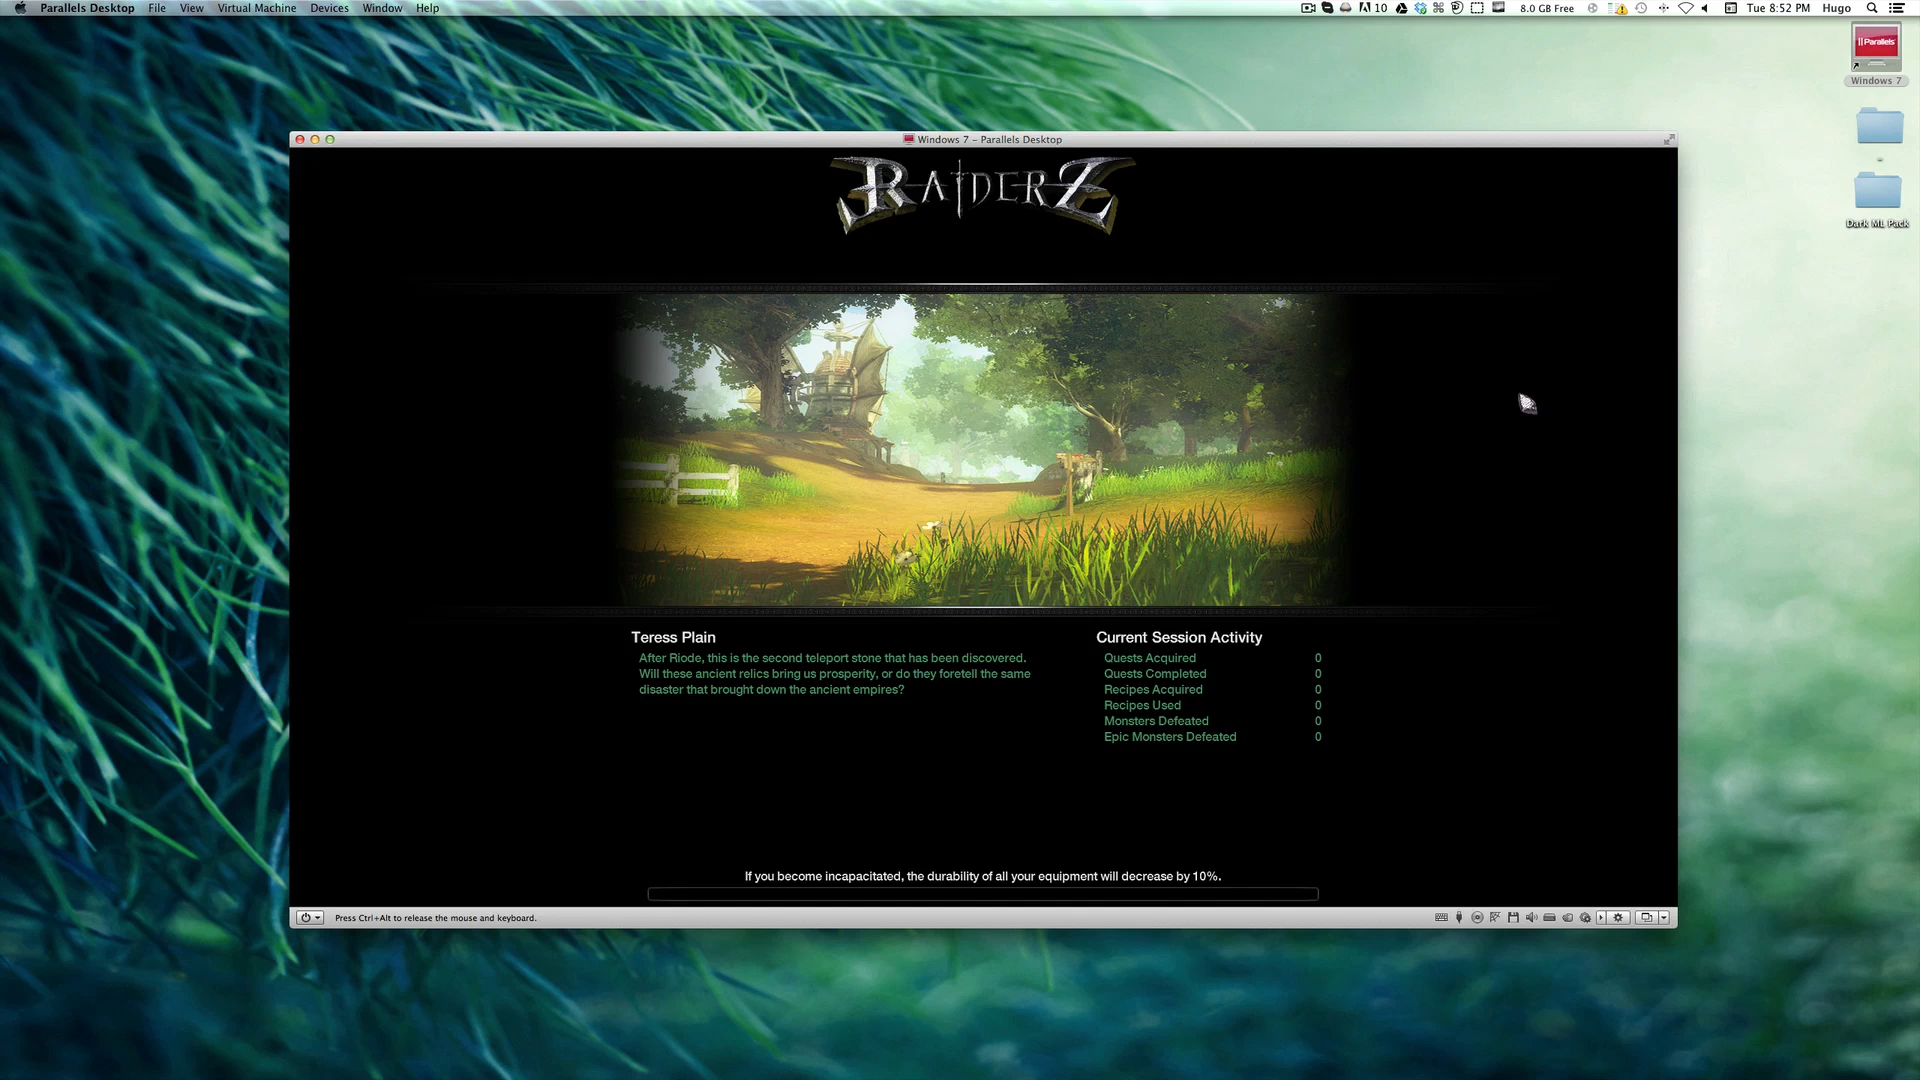 Parallels Desktop File View Virtual Machine Devices Window Help
10 8.0 GB Free Tue 8:52 PM Hugo
Parallels
Windows 7
Dark ML Pack
Windows 7 – Parallels Desktop
RAIDERZ
Teress Plain
After Riode, this is the second teleport stone that has been discovered.
Will these ancient relics bring us prosperity, or do they foretell the same
disaster that brought down the ancient empires?
Current Session Activity
Quests Acquired 0
Quests Completed 0
Recipes Acquired 0
Recipes Used 0
Monsters Defeated 0
Epic Monsters Defeated 0
If you become incapacitated, the durability of all your equipment will decrease by 10%.
Press Ctrl+Alt to release the mouse and keyboard.